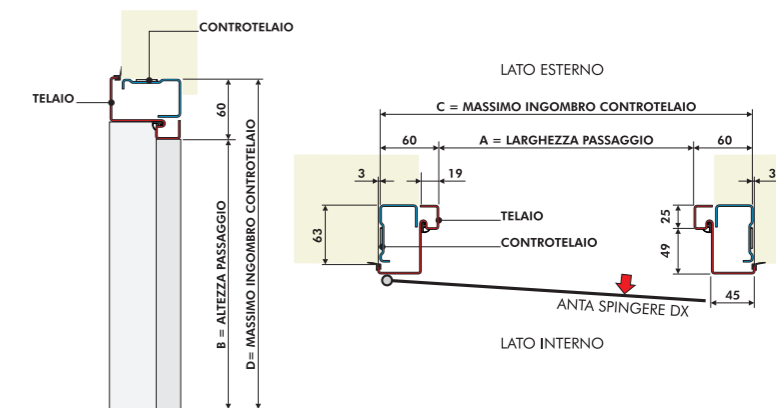 CONTROTELAIO
TELAIO
60
B = ALTEZZA PASSAGGIO
D= MASSIMO INGOMBRO CONTROTELAIO
LATO ESTERNO
C = MASSIMO INGOMBRO CONTROTELAIO
60
A = LARGHEZZA PASSAGGIO
60
3
19
3
63
TELAIO
CONTROTELAIO
25
49
45
ANTA SPINGERE DX
LATO INTERNO